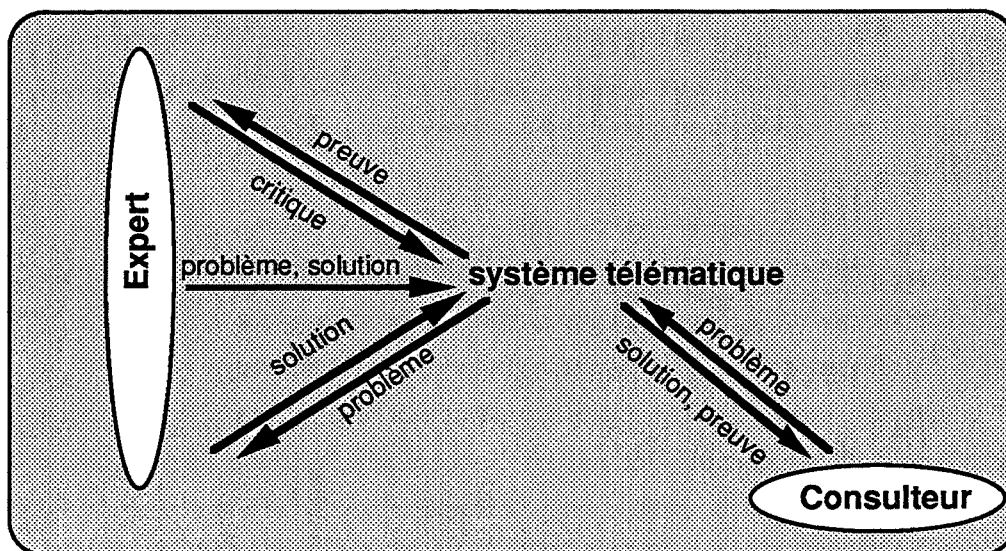 preuve
critique
Expert
problème, solution
système télématique
solution
problème
problème
solution, preuve
Consulteur